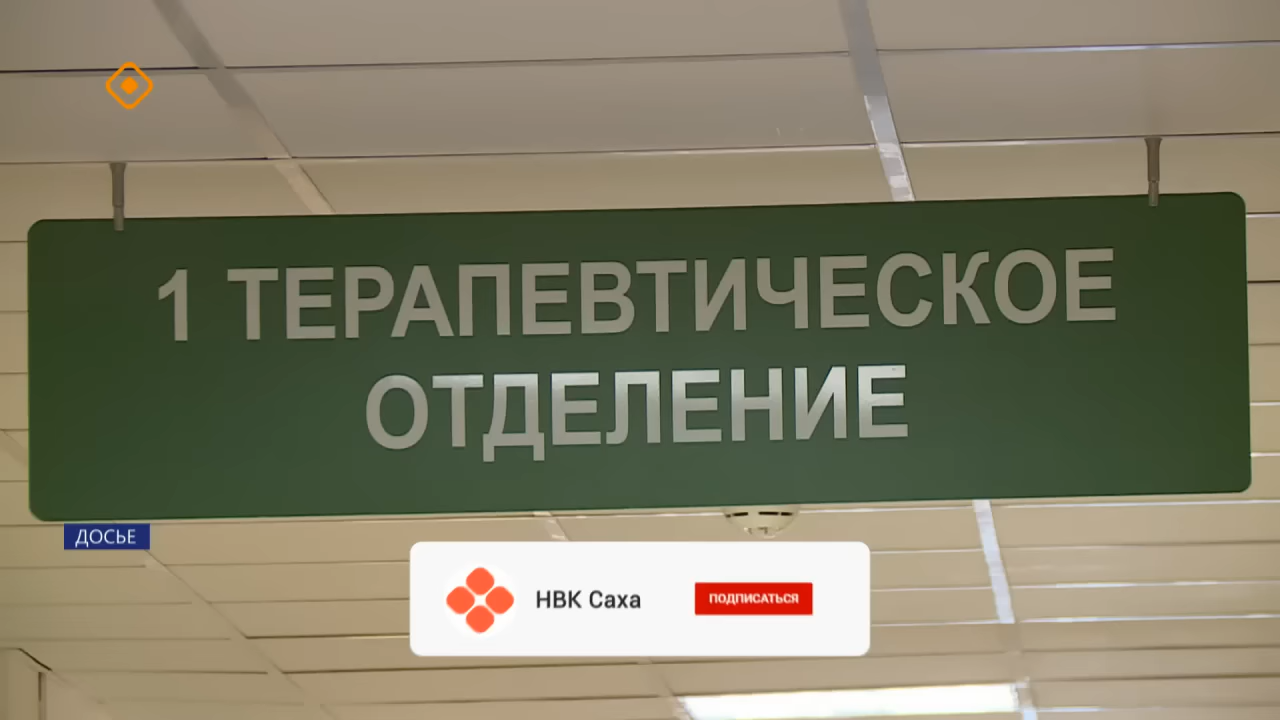 1 ТЕРАПЕВТИЧЕСКОЕ
ОТДЕЛЕНИЕ
ДОСЬЕ
НВК Саха
ПОДПИСАТЬСЯ